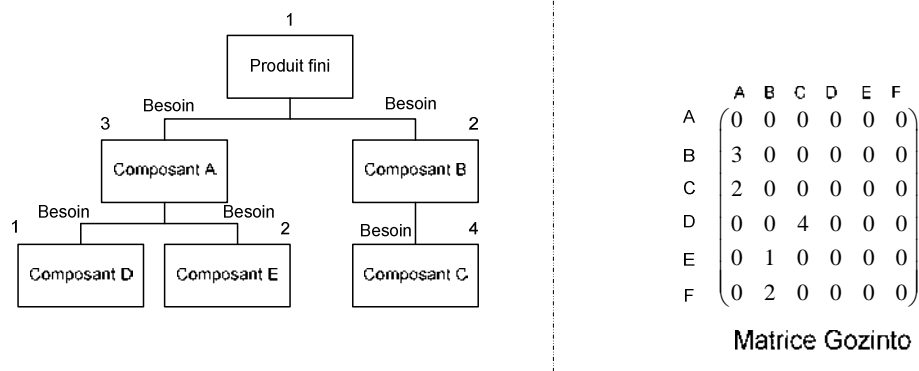 1
Produit fini
Besoin Besoin
3 2
Composant A Composant B
Besoin Besoin Besoin
1 2 4
Composant D Composant E Composant C
A B C D E F
A 0 0 0 0 0 0
B 3 0 0 0 0 0
C 2 0 0 0 0 0
D 0 0 4 0 0 0
E 0 1 0 0 0 0
F 0 2 0 0 0 0
Matrice Gozinto